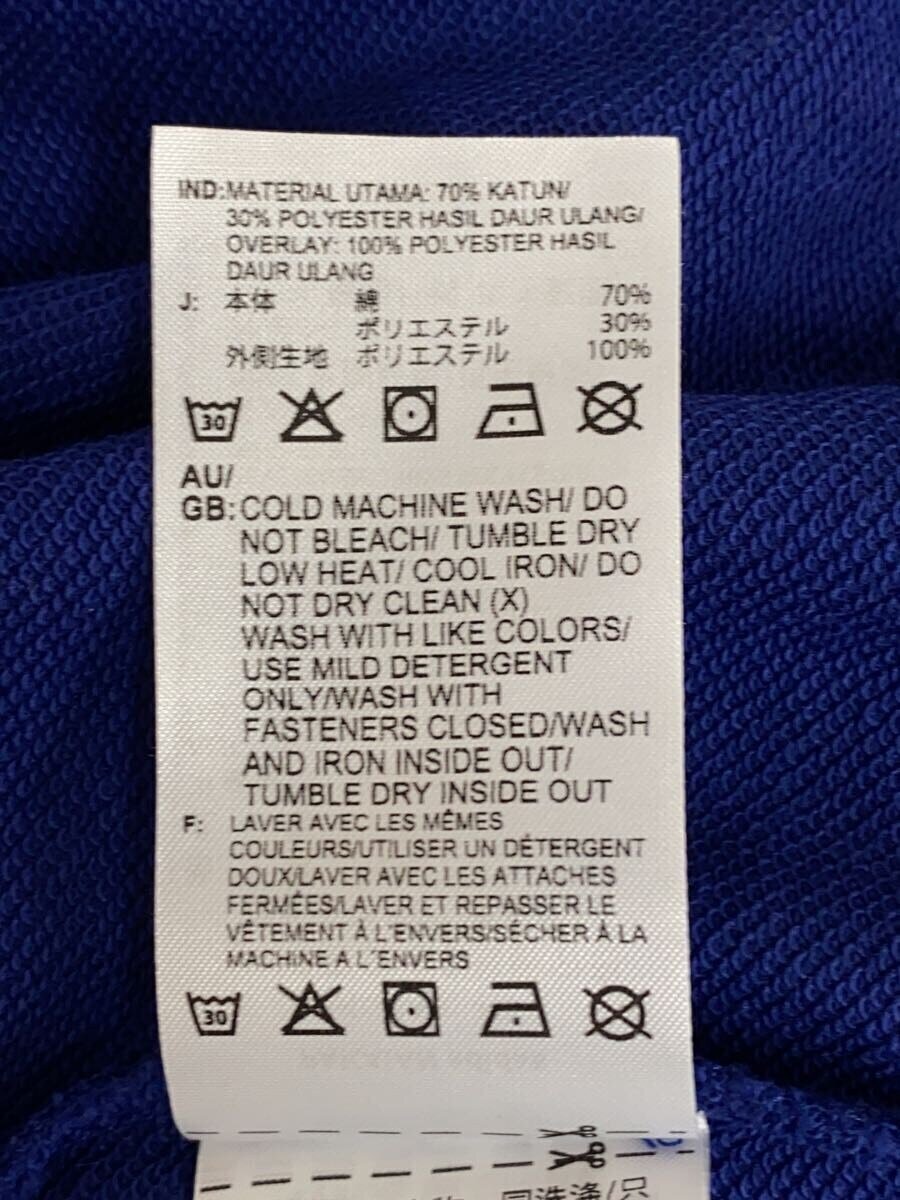 IND:MATERIAL UTAMA: 70% KATUN/
30% POLYESTER HASIL DAUR ULANG/
OVERLAY: 100% POLYESTER HASIL
DAUR ULANG
J: 本体 綿 70%
ポリエステル 30%
外側生地 ポリエステル 100%
30
AU/
GB:COLD MACHINE WASH/ DO
NOT BLEACH/ TUMBLE DRY
LOW HEAT/ COOL IRON/ DO
NOT DRY CLEAN (X)
WASH WITH LIKE COLORS/
USE MILD DETERGENT
ONLY/WASH WITH
FASTENERS CLOSED/WASH
AND IRON INSIDE OUT/
TUMBLE DRY INSIDE OUT
F: LAVER AVEC LES MÊMES
COULEURS/UTILISER UN DÉTERGENT
DOUX/LAVER AVEC LES ATTACHES
FERMÉES/LAVER ET REPASSER LE
VÊTEMENT À L'ENVERS/SÉCHER À LA
MACHINE A L'ENVERS
30